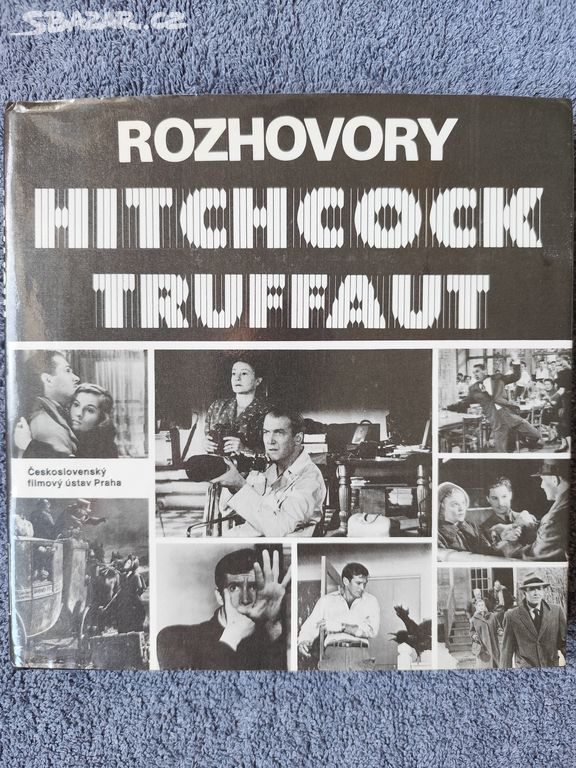 SBAZAR.CZ
ROZHOVORY
HITCHCOCK
TRUFFAUT
Československý
filmový ústav Praha